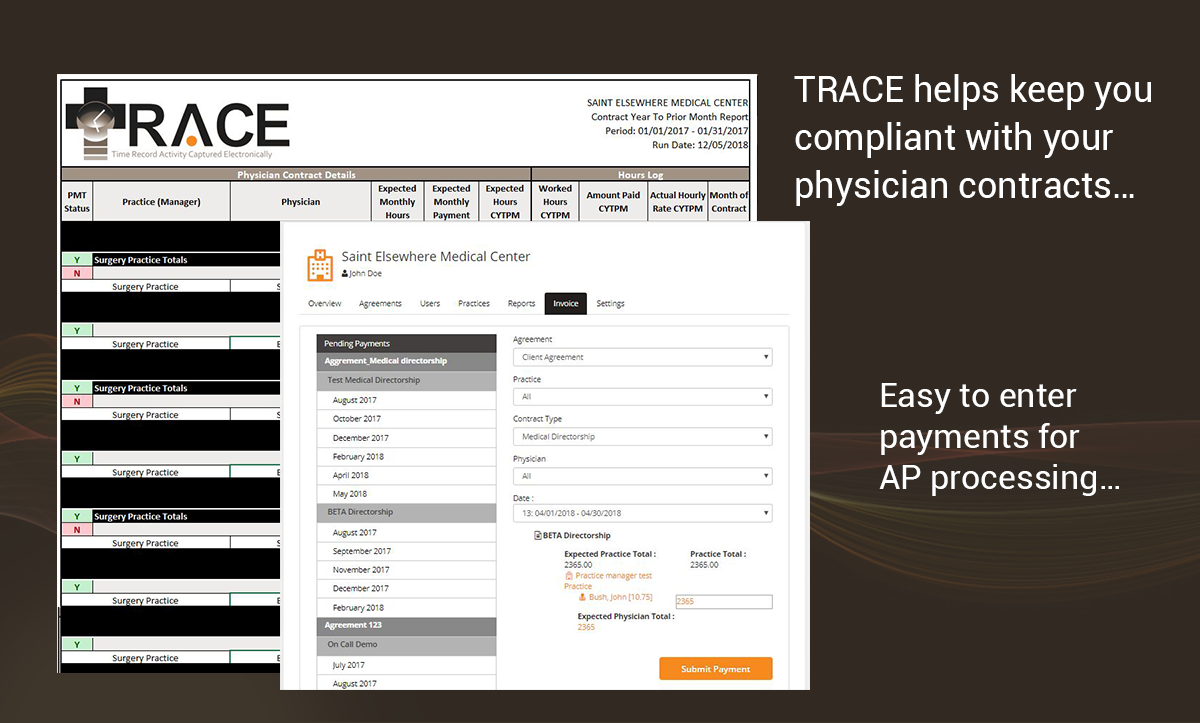 TRACE helps keep you
compliant with your
physician contracts...
Easy to enter
payments for
AP processing...
TRACE
Time Record Activity Captured Electronically
SAINT ELSEWHERE MEDICAL CENTER
Contract Year To Prior Month Report
Period: 01/01/2017 - 01/31/2017
Run Date: 12/05/2018
Physician Contract Details Hours Log
PMT Status Practice (Manager) Physician Expected Monthly Hours Expected Monthly Payment Expected Hours CYTPM Worked Hours CYTPM Amount Paid CYTPM Actual Hourly Rate CYTPM Month of Contract
Y Surgery Practice Totals
N
Surgery Practice S
Y
Surgery Practice
Y Surgery Practice Totals
N
Surgery Practice S
Y
Surgery Practice
Y Surgery Practice Totals
N
Surgery Practice S
Y
Surgery Practice
Y
Surgery Practice
Saint Elsewhere Medical Center
John Doe
Overview Agreements Users Practices Reports Invoice Settings
Pending Payments
Aggrement_Medical directorship
Test Medical Directorship
August 2017
October 2017
December 2017
February 2018
April 2018
May 2018
BETA Directorship
August 2017
September 2017
November 2017
December 2017
February 2018
Agreement 123
On Call Demo
July 2017
August 2017
Agreement
Client Agreement
Practice
All
Contract Type
Medical Directorship
Physician
All
Date :
13: 04/01/2018 - 04/30/2018
BETA Directorship
Expected Practice Total : Practice Total :
2365.00 2365.00
Practice manager test
Practice
Bush, John [10.75] 2365
Expected Physician Total :
2365
Submit Payment